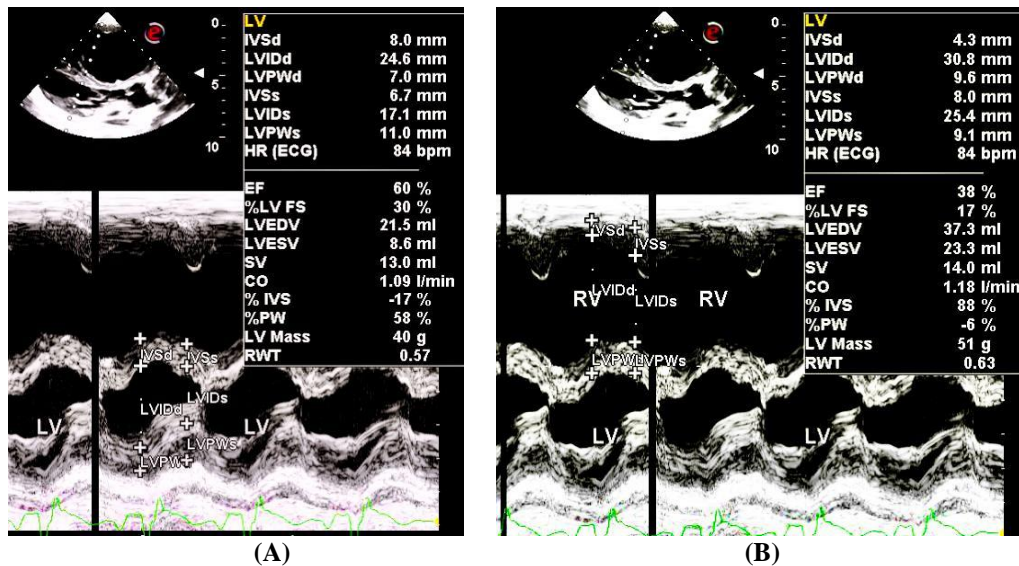 LV
IVSd 8.0 mm
LVIDd 24.6 mm
LVPWd 7.0 mm
IVSs 6.7 mm
LVIDs 17.1 mm
LVPWs 11.0 mm
HR (ECG) 84 bpm
EF 60 %
%LV FS 30 %
LVEDV 21.5 ml
LVESV 8.6 ml
SV 13.0 ml
CO 1.09 l/min
% IVS -17 %
%PW 58 %
LV Mass 40 g
RWT 0.57
0
5
10
IVSd IVSs
LVIDs
LVIDd
LV LV
LVPWs
LVPW
(A)
LV
IVSd 4.3 mm
LVIDd 30.8 mm
LVPWd 9.6 mm
IVSs 8.0 mm
LVIDs 25.4 mm
LVPWs 9.1 mm
HR (ECG) 84 bpm
EF 38 %
%LV FS 17 %
LVEDV 37.3 ml
LVESV 23.3 ml
SV 14.0 ml
CO 1.18 l/min
% IVS 88 %
%PW -6 %
LV Mass 51 g
RWT 0.63
0
5
10
IVSd
IVSs
LVIDd
RV LVIDs RV
LVPW LVPWs
LV LV
(B)